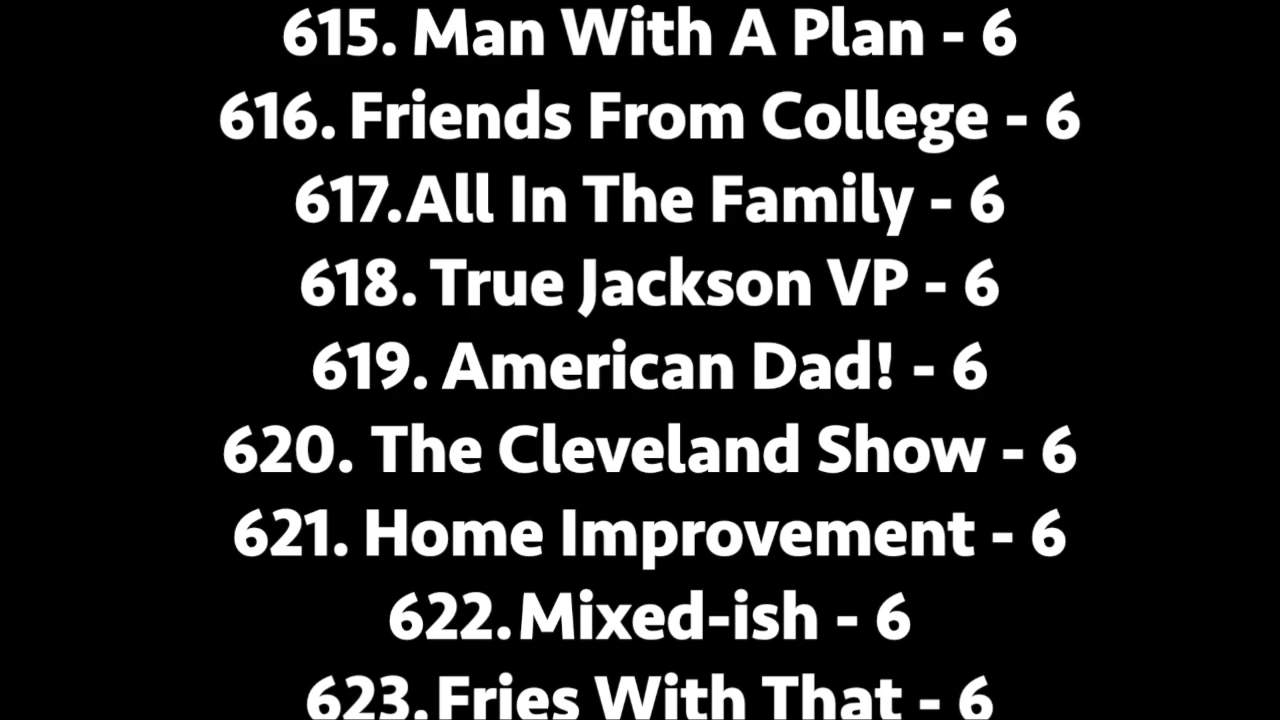 615. Man With A Plan - 6
616. Friends From College - 6
617.All In The Family - 6
618. True Jackson VP - 6
619. American Dad! - 6
620. The Cleveland Show - 6
621. Home Improvement - 6
622.Mixed-ish - 6
623.Fries With That - 6